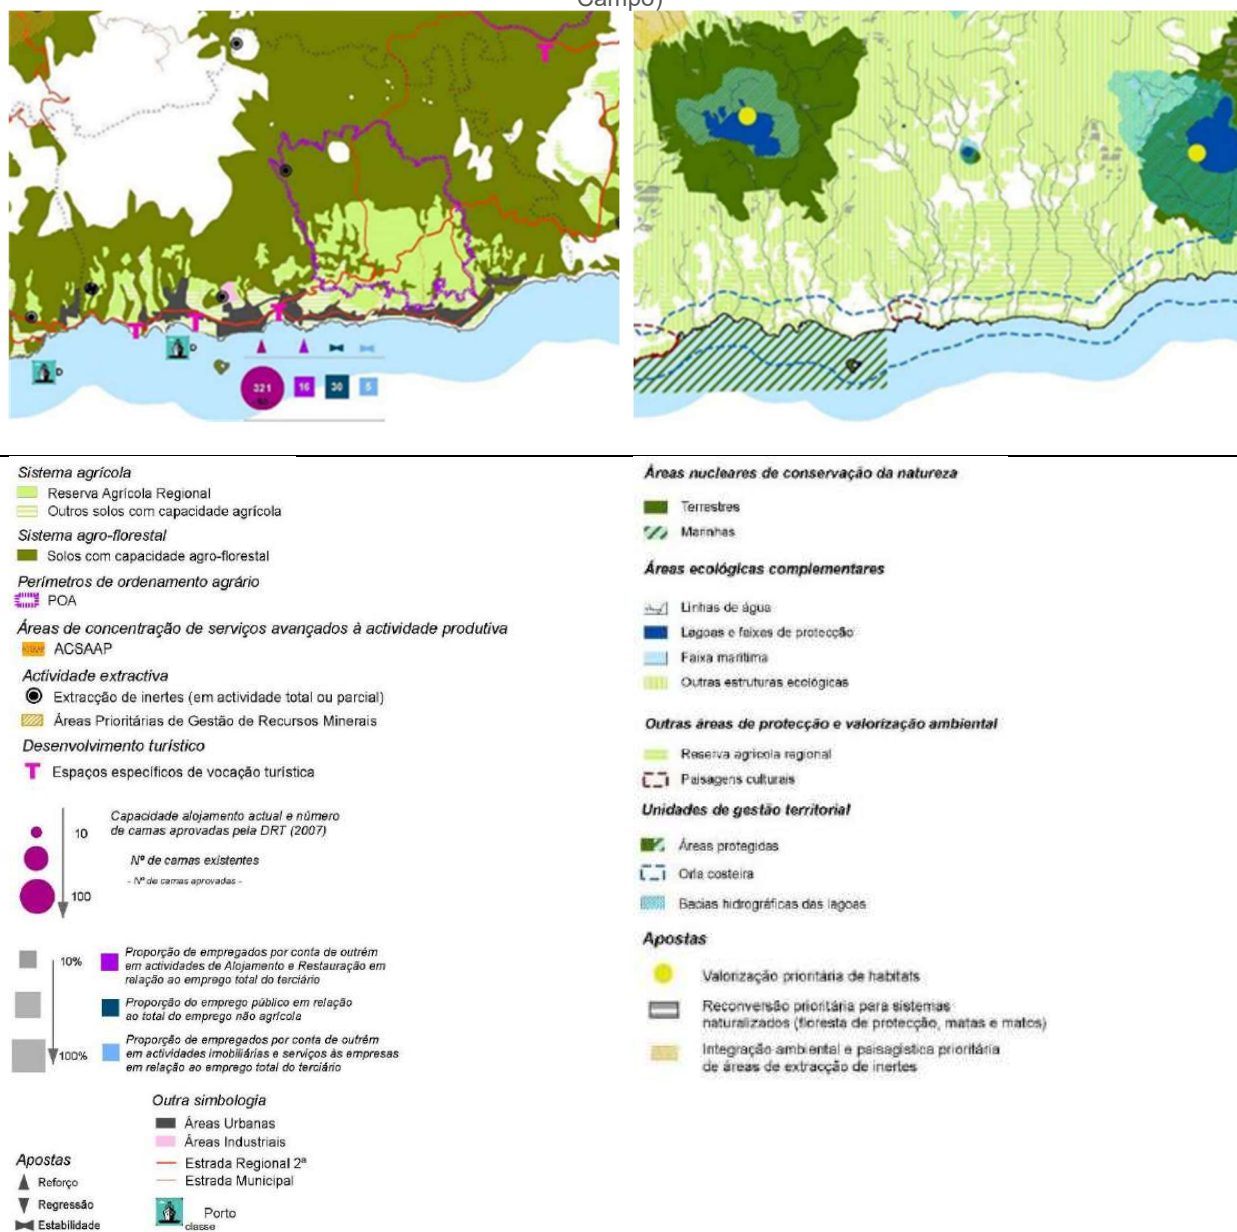 Campo)
T
T
T
T
D
D
321
16
30
5
Sistema agrícola
Reserva Agrícola Regional
Outros solos com capacidade agrícola
Sistema agro-florestal
Solos com capacidade agro-florestal
Perímetros de ordenamento agrário
POA
Áreas de concentração de serviços avançados à actividade produtiva
ACSAAP
Actividade extractiva
Extracção de inertes (em actividade total ou parcial)
Áreas Prioritárias de Gestão de Recursos Minerais
Desenvolvimento turístico
T Espaços específicos de vocação turística
Capacidade alojamento actual e número
de camas aprovadas pela DRT (2007)
10
Nº de camas existentes
- Nº de camas aprovadas -
100
10%
Proporção de empregados por conta de outrém
em actividades de Alojamento e Restauração em
relação ao emprego total do terciário
Proporção do emprego público em relação
ao total do emprego não agrícola
100%
Proporção de empregados por conta de outrém
em actividades imobiliárias e serviços às empresas
em relação ao emprego total do terciário
Outra simbologia
Áreas Urbanas
Áreas Industriais
Estrada Regional 2ª
Estrada Municipal
Porto
classe
Apostas
Reforço
Regressão
Estabilidade
Áreas nucleares de conservação da natureza
Terrestres
Marinhas
Áreas ecológicas complementares
Linhas de água
Lagoas e faixas de protecção
Faixa marítima
Outras estruturas ecológicas
Outras áreas de protecção e valorização ambiental
Reserva agrícola regional
Paisagens culturais
Unidades de gestão territorial
Áreas protegidas
Orla costeira
Bacias hidrográficas das lagoas
Apostas
Valorização prioritária de habitats
Reconversão prioritária para sistemas
naturalizados (floresta de protecção, matas e matos)
Integração ambiental e paisagística prioritária
de áreas de extracção de inertes